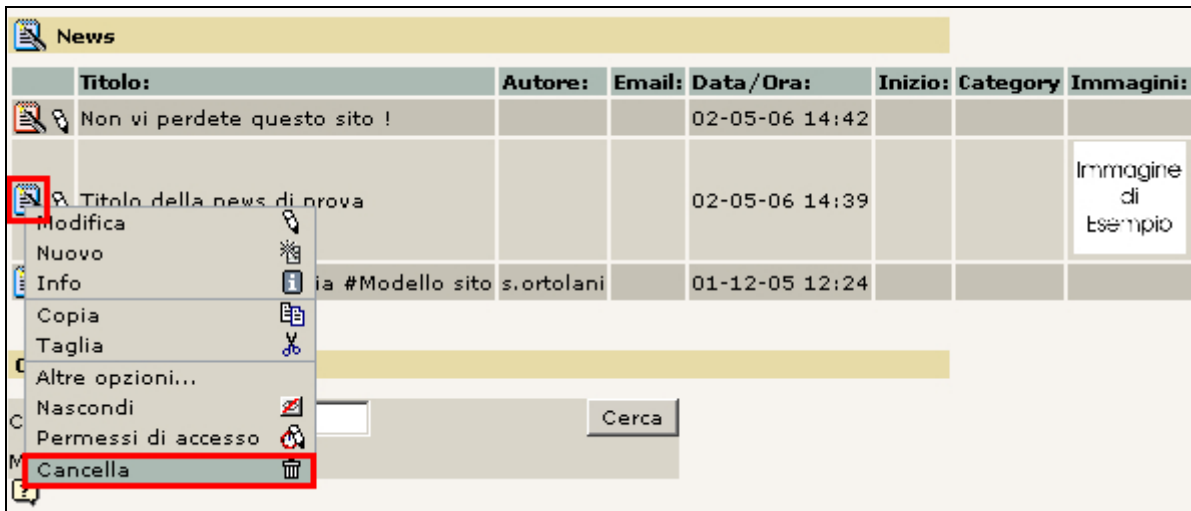 News
Titolo: Autore: Email: Data/Ora: Inizio: Category Immagini:
Non vi perdete questo sito ! 02-05-06 14:42
Titolo della news di prova 02-05-06 14:39
Immagine
di
Esempio
Modifica
Nuovo
Info
ia #Modello sito s.ortolani 01-12-05 12:24
Copia
Taglia
Altre opzioni...
Nascondi
Cerca
Permessi di accesso
Cancella